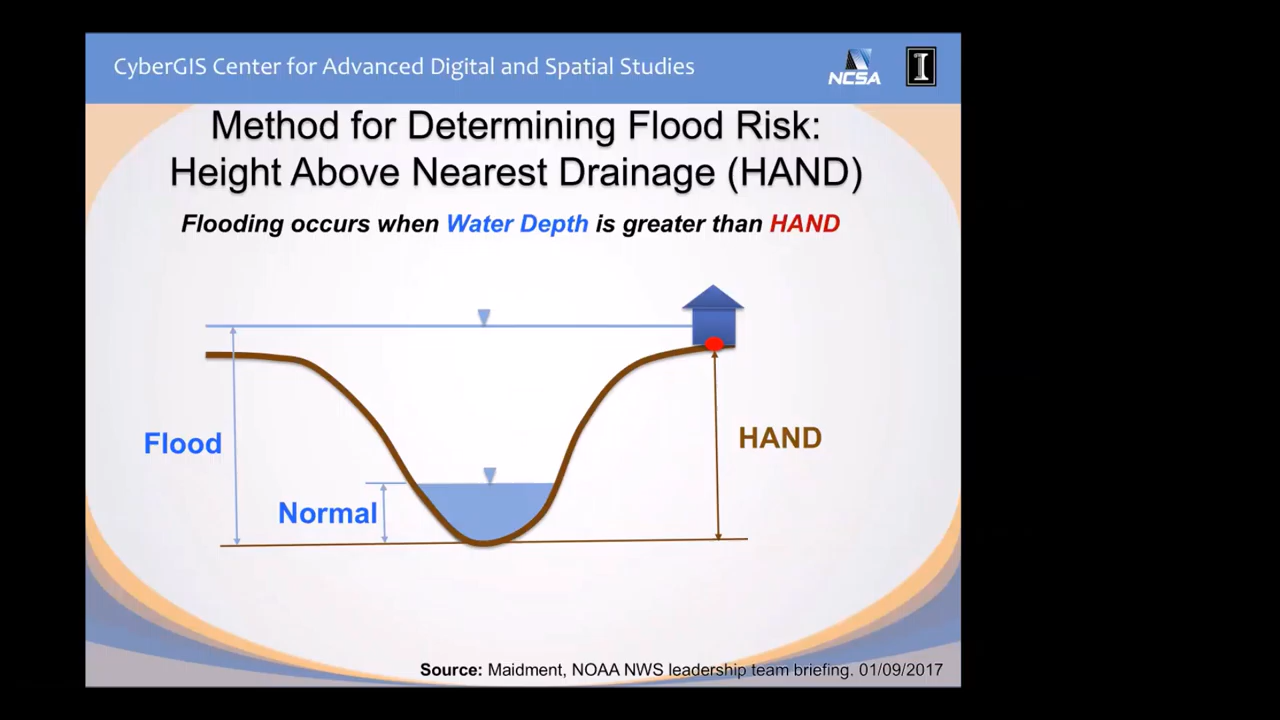 CyberGIS Center for Advanced Digital and Spatial Studies
NCSA
I
Method for Determining Flood Risk:
Height Above Nearest Drainage (HAND)
Flooding occurs when Water Depth is greater than HAND
Flood
HAND
Normal
Source: Maidment, NOAA NWS leadership team briefing. 01/09/2017